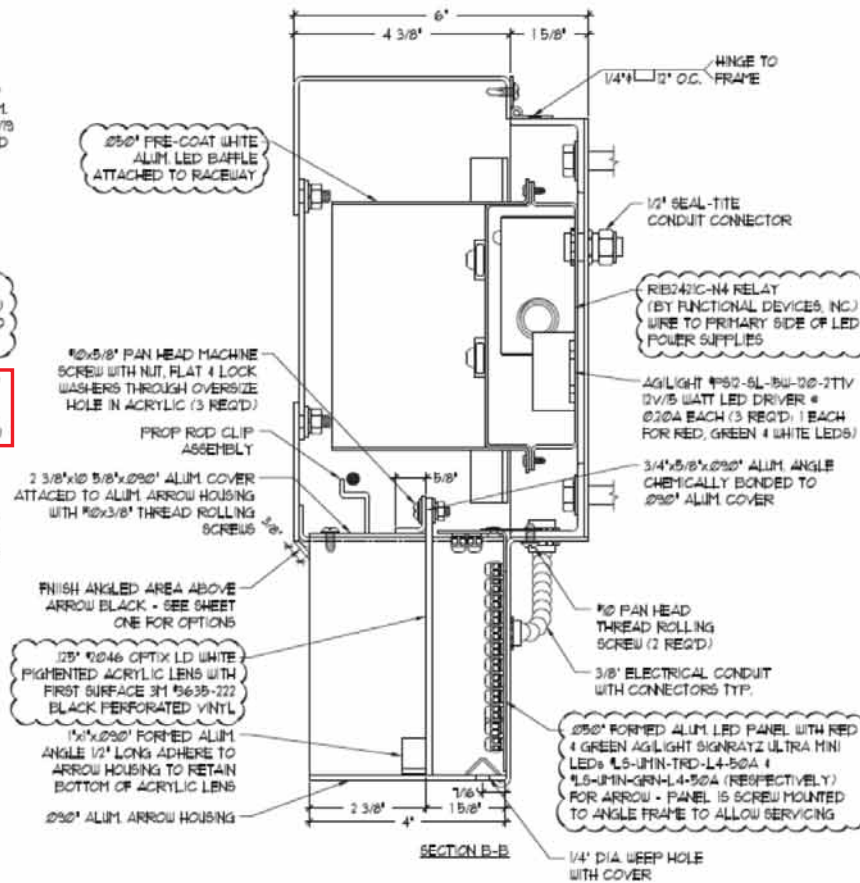 6"
4 3/8"
1 5/8"
HINGE TO
FRAME
1/4"
12" O.C.
M.
D
.050" PRE-COAT WHITE
ALUM. LED BAFFLE
ATTACHED TO RACEWAY
1/2" SEAL-TITE
CONDUIT CONNECTOR
RIB2421C-N4 RELAY
(BY FUNCTIONAL DEVICES, INC.)
WIRE TO PRIMARY SIDE OF LED
POWER SUPPLIES
#10x5/8" PAN HEAD MACHINE
SCREW WITH NUT, FLAT & LOCK
WASHERS THROUGH OVERSIZE
HOLE IN ACRYLIC (3 REQ'D)
AGILIGHT #PS12-SL-15W-120-277V
12V/15 WATT LED DRIVER @
0.20A EACH (3 REQ'D: 1 EACH
FOR RED, GREEN & WHITE LEDS)
PROP ROD CLIP
ASSEMBLY
5/8"
2 3/8"x10 5/8"x.090" ALUM. COVER
ATTACED TO ALUM. ARROW HOUSING
WITH #10x3/8" THREAD ROLLING
SCREWS
3/4"x5/8"x.090" ALUM. ANGLE
CHEMICALLY BONDED TO
.090" ALUM. COVER
3/8"
FNIISH ANGLED AREA ABOVE
ARROW BLACK - SEE SHEET
ONE FOR OPTIONS
#10 PAN HEAD
THREAD ROLLING
SCREW (2 REQ'D)
.125" #2046 OPTIX LD WHITE
PIGMENTED ACRYLIC LENS WITH
FIRST SURFACE 3M #3635-222
BLACK PERFORATED VINYL
3/8" ELECTRICAL CONDUIT
WITH CONNECTORS TYP.
1"x1"x.090" FORMED ALUM.
ANGLE 1/2" LONG ADHERE TO
ARROW HOUSING TO RETAIN
BOTTOM OF ACRYLIC LENS
.050" FORMED ALUM. LED PANEL WITH RED
& GREEN AGILIGHT SIGNRAYZ ULTRA MINI
LEDs #LS-UMIN-TRD-L4-50A &
#LS-UMIN-GRN-L4-50A (RESPECTIVELY)
FOR ARROW - PANEL IS SCREW MOUNTED
TO ANGLE FRAME TO ALLOW SERVICING
7/16"
.090" ALUM. ARROW HOUSING
2 3/8"
1 5/8"
4"
SECTION B-B
1/4" DIA. WEEP HOLE
WITH COVER